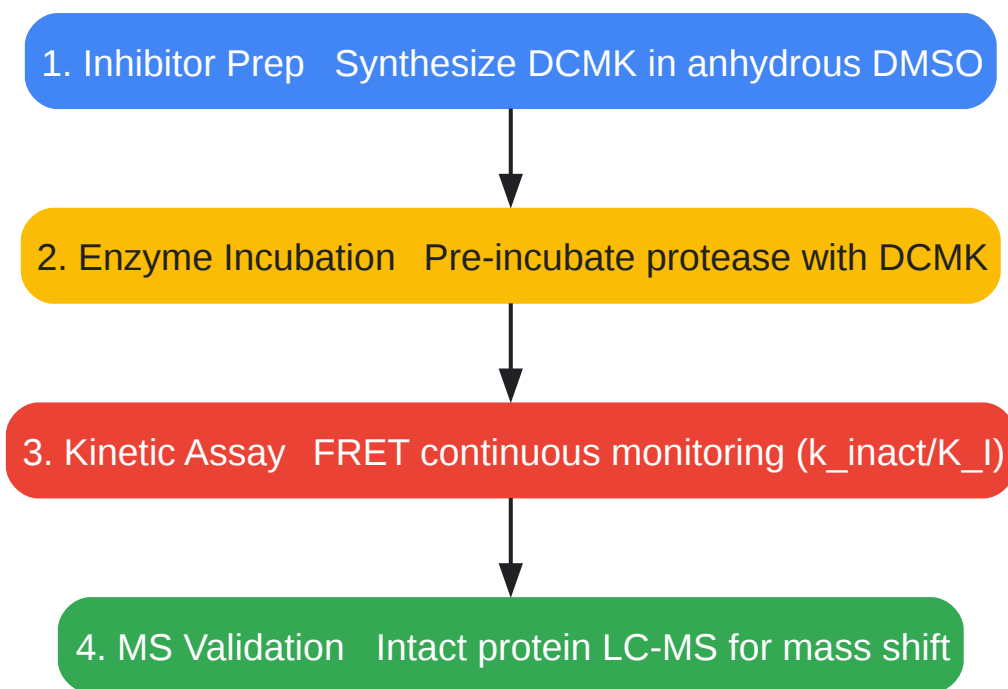 1. Inhibitor Prep   Synthesize DCMK in anhydrous DMSO
2. Enzyme Incubation   Pre-incubate protease with DCMK
3. Kinetic Assay   FRET continuous monitoring (k_inact/K_I)
4. MS Validation   Intact protein LC-MS for mass shift